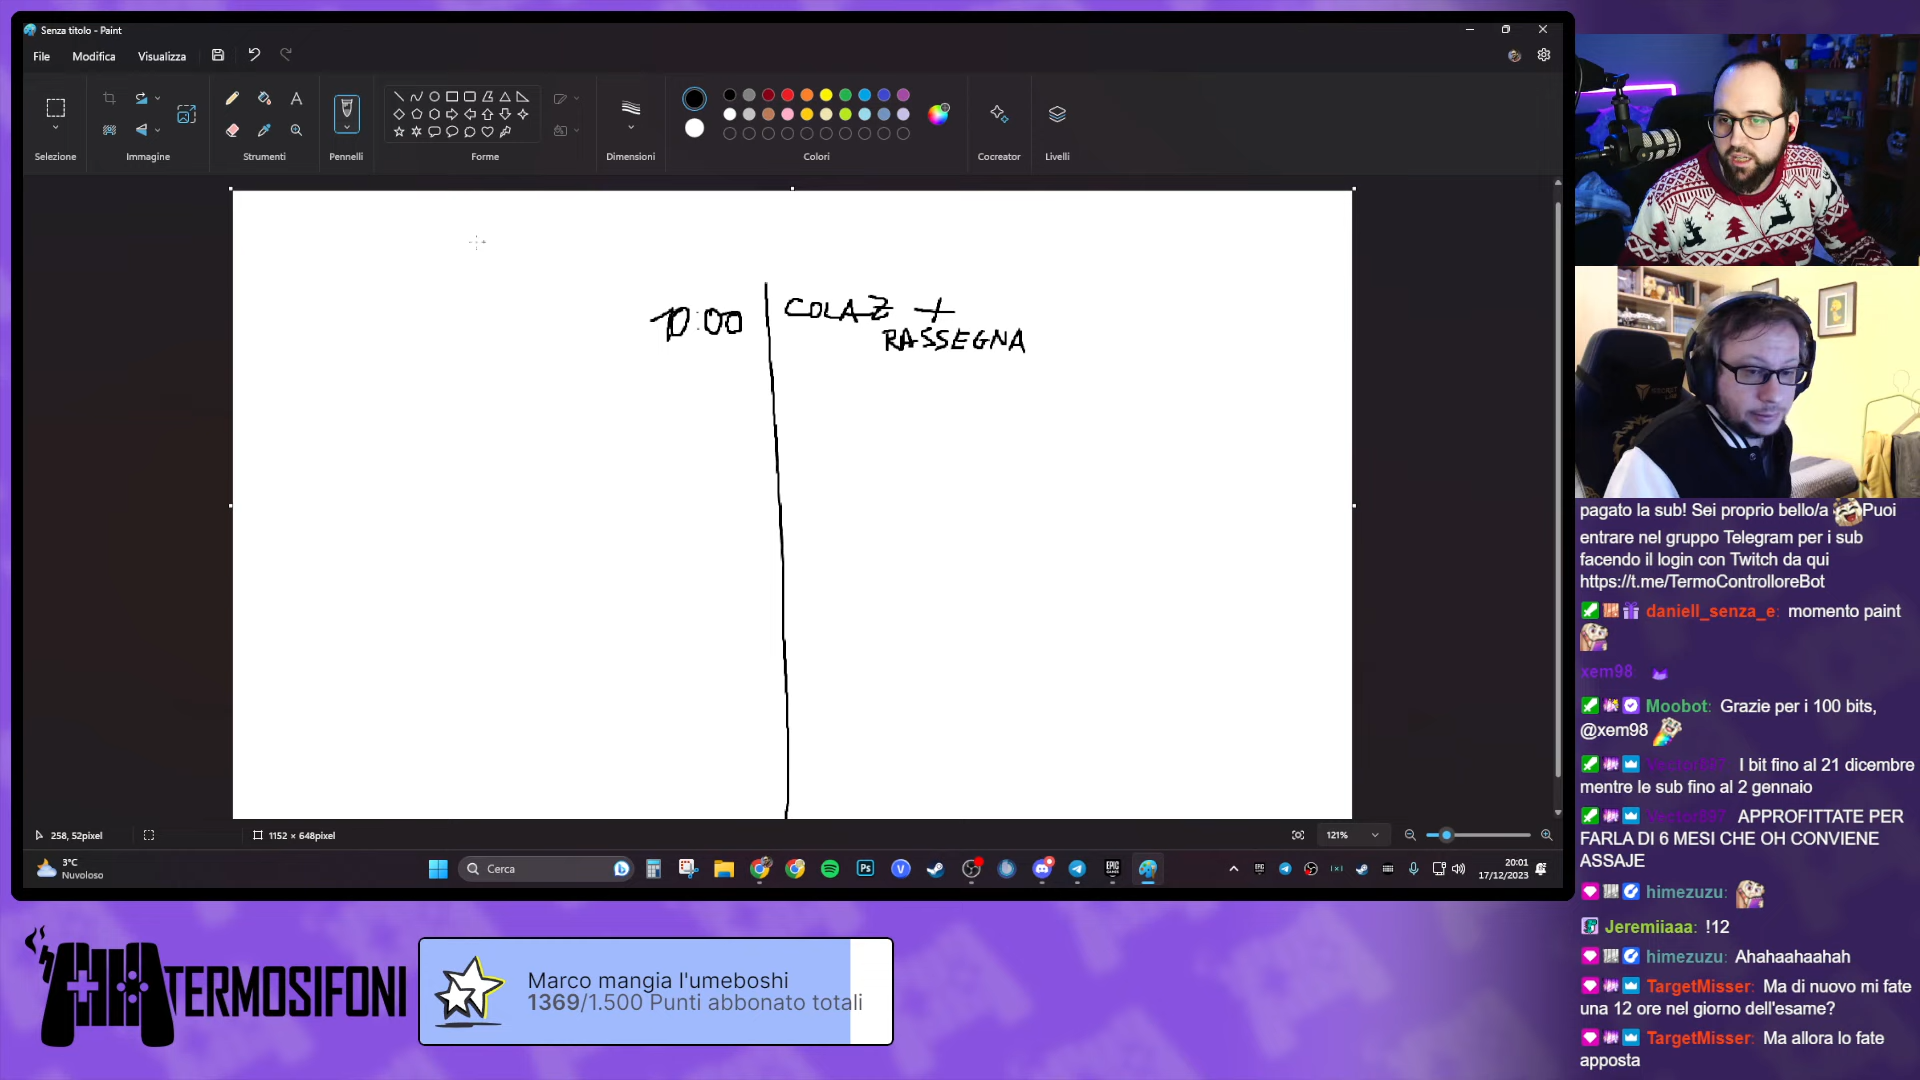 Senza titolo - Paint
File Modifica Visualizza
Selezione Immagine Strumenti Pennelli Forme Dimensioni Colori Cocreator Livelli
10:00 COLAZ +
RASSEGNA
258, 52pixel 1152 × 648pixel 121%
3°C
Nuvoloso
Cerca
20:01
17/12/2023
TERMOSIFONI
Marco mangia l'umeboshi
1369/1.500 Punti abbonato totali
pagato la sub! Sei proprio bello/a Puoi
entrare nel gruppo Telegram per i sub
facendo il login con Twitch da qui
https://t.me/TermoControlloreBot
daniell_senza_e: momento paint
xem98:
Moobot: Grazie per i 100 bits,
@xem98
Vector897: I bit fino al 21 dicembre
mentre le sub fino al 2 gennaio
Vector897: APPROFITTATE PER
FARLA DI 6 MESI CHE OH CONVIENE
ASSAJE
himezuzu:
Jeremiiaaa: !12
himezuzu: Ahahaahaahah
TargetMisser: Ma di nuovo mi fate
una 12 ore nel giorno dell'esame?
TargetMisser: Ma allora lo fate
apposta